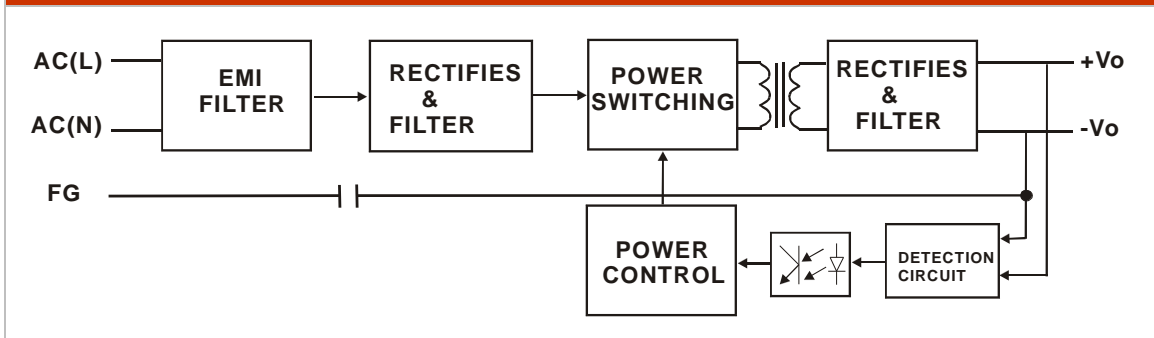 AC(L)
AC(N)
EMI
FILTER
RECTIFIES
&
FILTER
POWER
SWITCHING
RECTIFIES
&
FILTER
+Vo
-Vo
FG
POWER
CONTROL
DETECTION
CIRCUIT